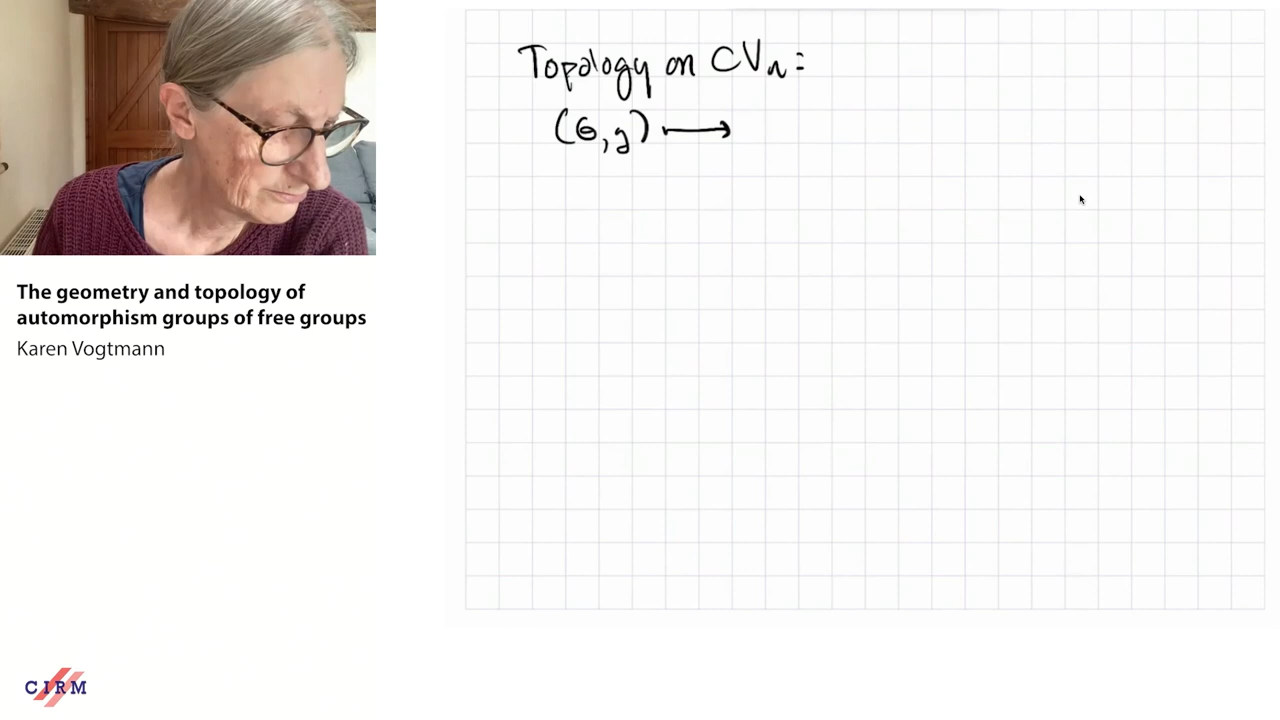 Topology on CVₙ:
(G,g) ⟼
The geometry and topology of
automorphism groups of free groups
Karen Vogtmann
CIRM